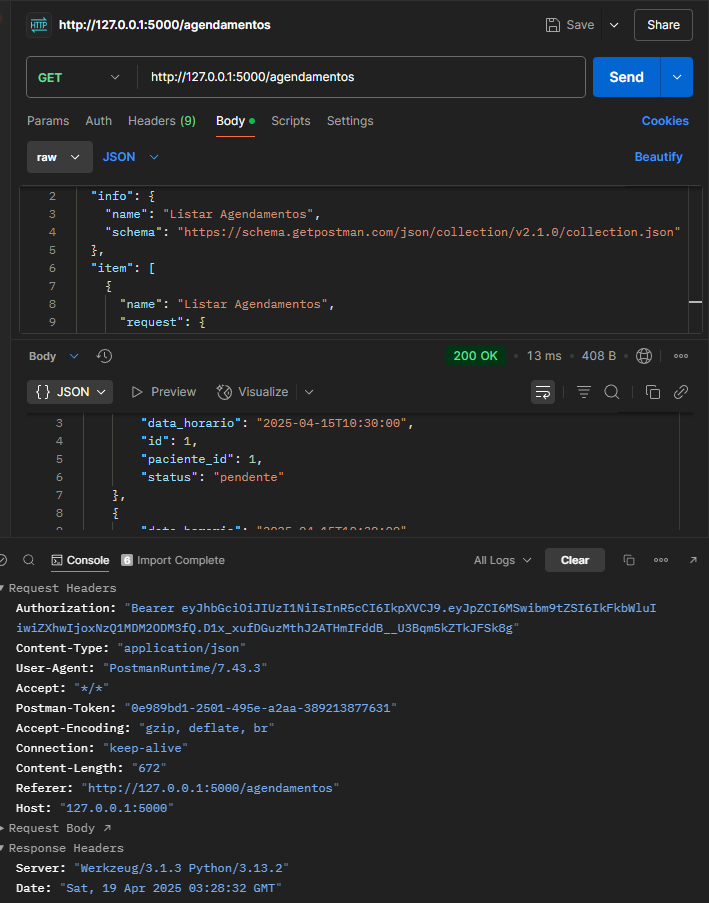 HTTP http://127.0.0.1:5000/agendamentos Save Share
GET http://127.0.0.1:5000/agendamentos Send
Params Auth Headers (9) Body Scripts Settings Cookies
raw JSON Beautify
2 "info": {
3 "name": "Listar Agendamentos",
4 "schema": "https://schema.getpostman.com/json/collection/v2.1.0/collection.json"
5 },
6 "item": [
7 {
8 "name": "Listar Agendamentos",
9 "request": {
Body 200 OK • 13 ms • 408 B
{} JSON Preview Visualize
3 "data_horario": "2025-04-15T10:30:00",
4 "id": 1,
5 "paciente_id": 1,
6 "status": "pendente"
7 },
8 {
Console 6 Import Complete All Logs Clear
Request Headers
Authorization: "Bearer eyJhbGciOiJIUzI1NiIsInR5cCI6IkpXVCJ9.eyJpZCI6MSwibm9tZSI6IkFkbWluI
iwiZXhwIjoxNzQ1MDM2ODM3fQ.D1x_xufDGuzMthJ2ATHmIFddB__U3Bqm5kZTkJFSk8g"
Content-Type: "application/json"
User-Agent: "PostmanRuntime/7.43.3"
Accept: "*/*"
Postman-Token: "0e989bd1-2501-495e-a2aa-389213877631"
Accept-Encoding: "gzip, deflate, br"
Connection: "keep-alive"
Content-Length: "672"
Referer: "http://127.0.0.1:5000/agendamentos"
Host: "127.0.0.1:5000"
Request Body
Response Headers
Server: "Werkzeug/3.1.3 Python/3.13.2"
Date: "Sat, 19 Apr 2025 03:28:32 GMT"